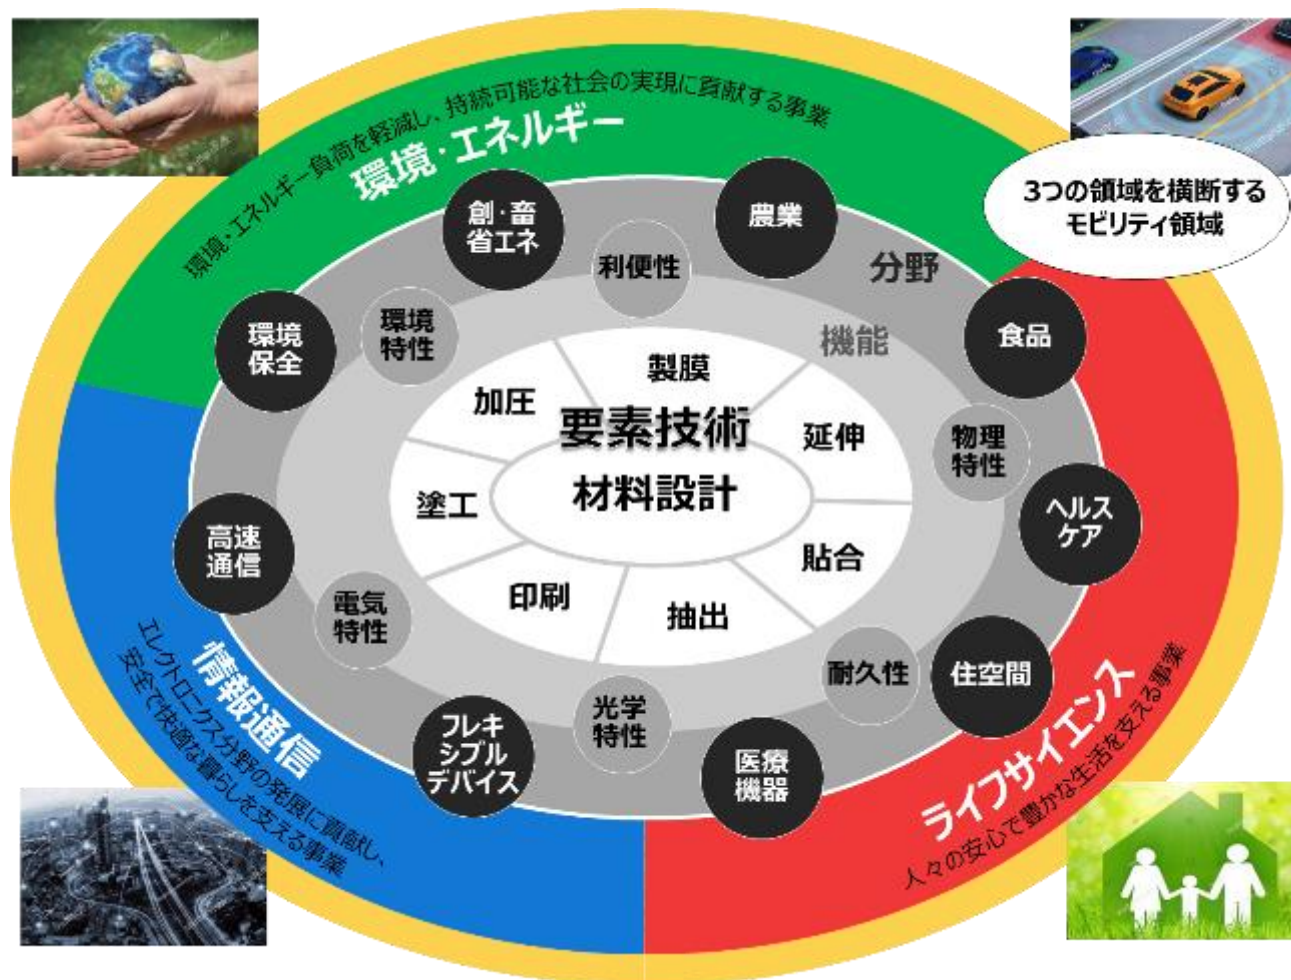 環境・エネルギー負荷を軽減し、持続可能な社会の実現に貢献する事業
環境・エネルギー
3つの領域を横断する
モビリティ領域
創・畜
省エネ
農業
利便性
分野
環境
保全
環境
特性
機能
食品
製膜
加圧
延伸
要素技術
材料設計
物理
特性
塗工
ヘルス
ケア
高速
通信
貼合
印刷
抽出
電気
特性
耐久性
住空間
光学
特性
フレキ
シブル
デバイス
医療
機器
情報通信
エレクトロニクス分野の発展に貢献し、
安全で快適な暮らしを支える事業
ライフサイエンス
人々の安心で豊かな生活を支える事業